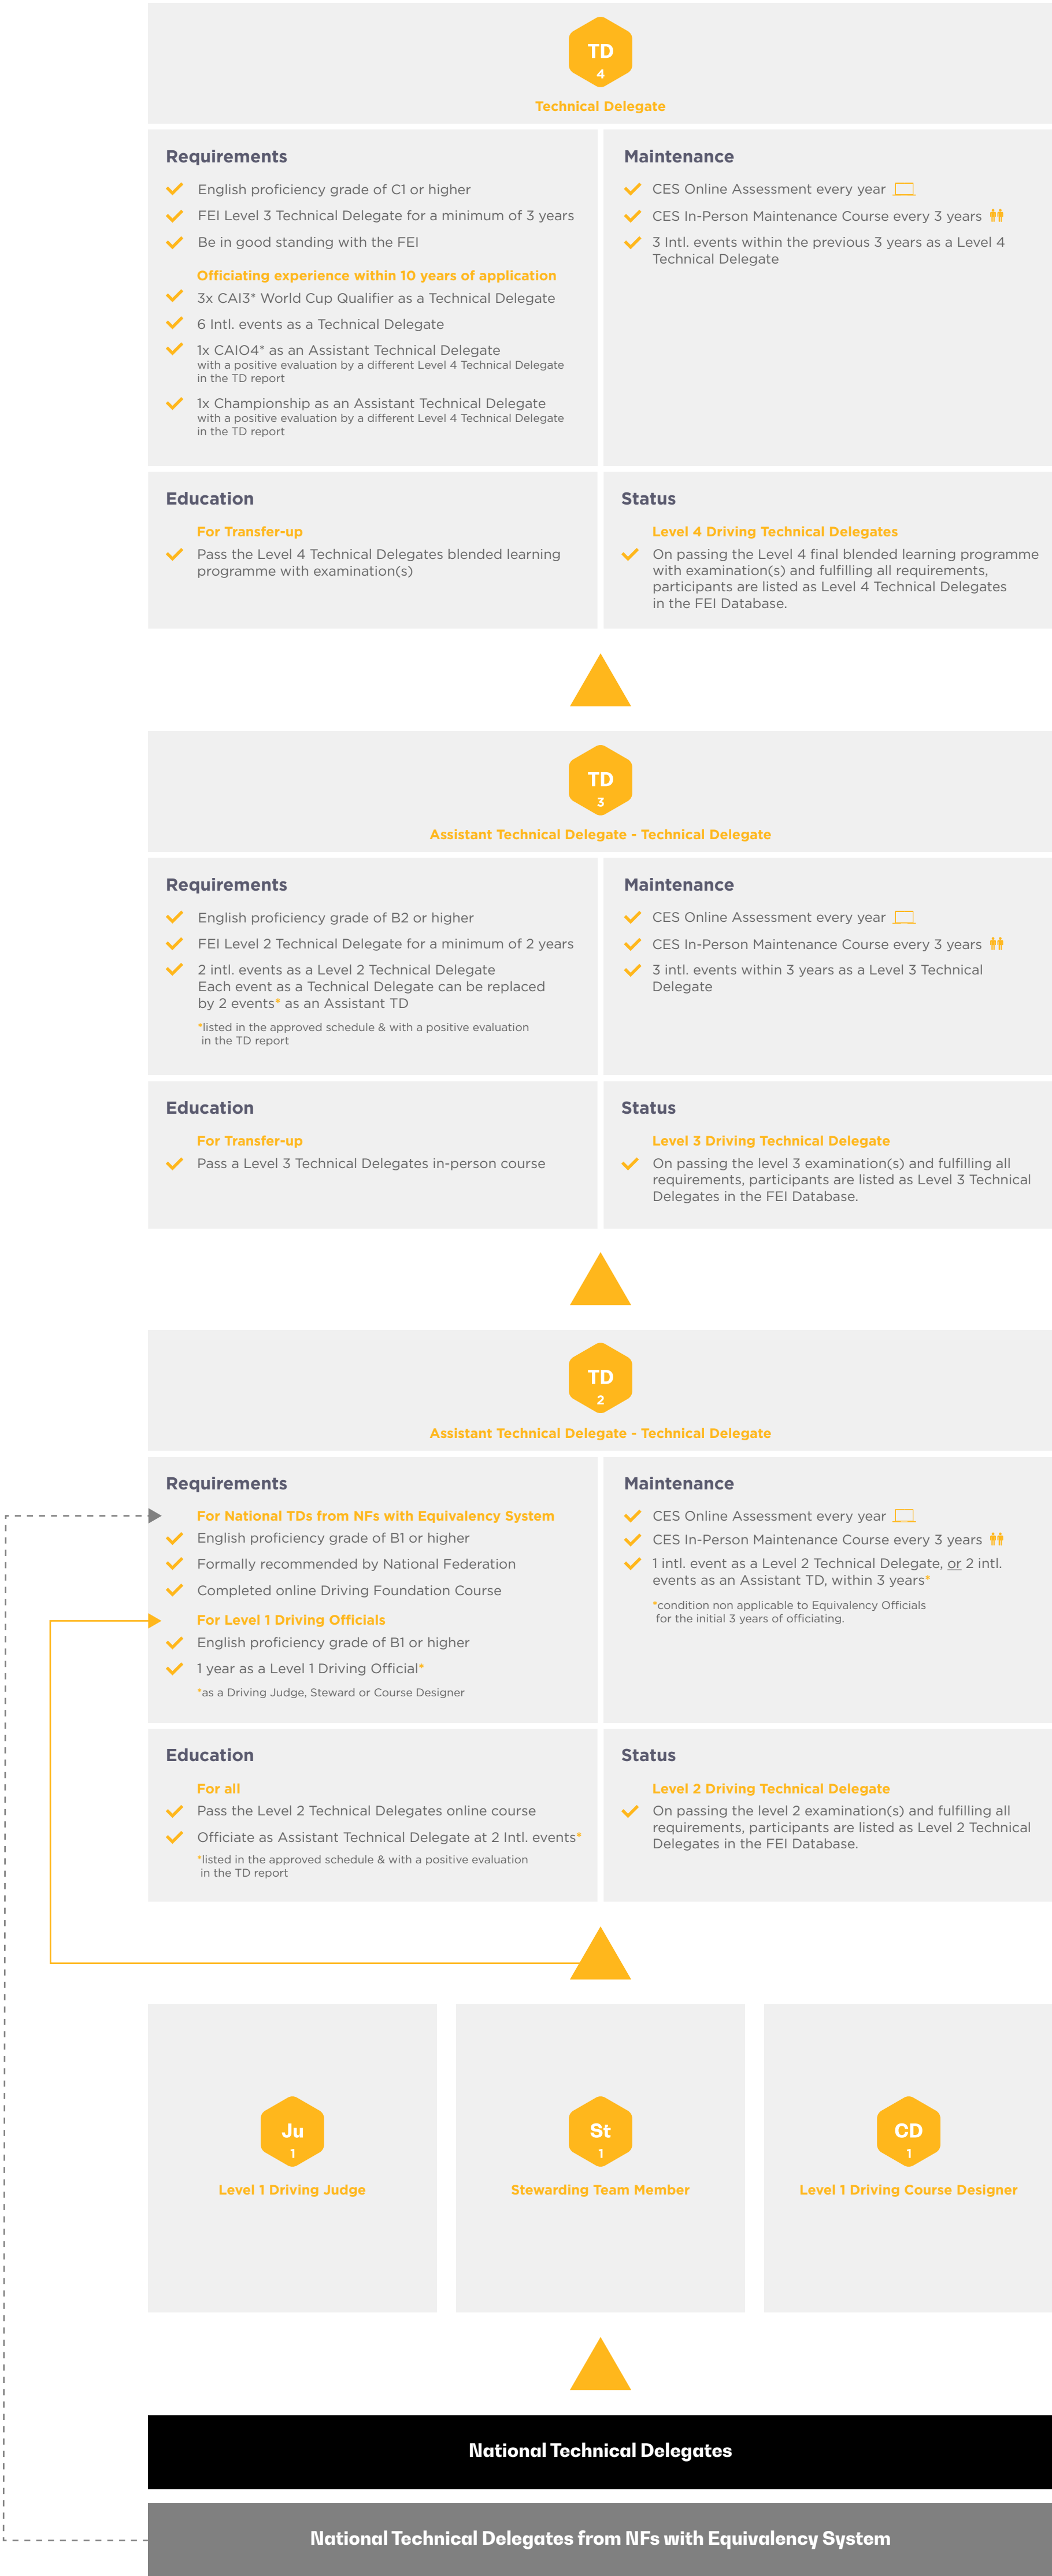 TD
4
Technical Delegate
Requirements
English proficiency grade of C1 or higher
FEI Level 3 Technical Delegate for a minimum of 3 years
Be in good standing with the FEI
Officiating experience within 10 years of application
3x CAI3* World Cup Qualifier as a Technical Delegate
6 Intl. events as a Technical Delegate
1x CAIO4* as an Assistant Technical Delegate
with a positive evaluation by a different Level 4 Technical Delegate
in the TD report
1x Championship as an Assistant Technical Delegate
with a positive evaluation by a different Level 4 Technical Delegate
in the TD report
Maintenance
CES Online Assessment every year
CES In-Person Maintenance Course every 3 years
3 Intl. events within the previous 3 years as a Level 4
Technical Delegate
Education
For Transfer-up
Pass the Level 4 Technical Delegates blended learning
programme with examination(s)
Status
Level 4 Driving Technical Delegates
On passing the Level 4 final blended learning programme
with examination(s) and fulfilling all requirements,
participants are listed as Level 4 Technical Delegates
in the FEI Database.
TD
3
Assistant Technical Delegate - Technical Delegate
Requirements
English proficiency grade of B2 or higher
FEI Level 2 Technical Delegate for a minimum of 2 years
2 intl. events as a Level 2 Technical Delegate
Each event as a Technical Delegate can be replaced
by 2 events* as an Assistant TD
*listed in the approved schedule & with a positive evaluation
in the TD report
Maintenance
CES Online Assessment every year
CES In-Person Maintenance Course every 3 years
3 intl. events within 3 years as a Level 3 Technical
Delegate
Education
For Transfer-up
Pass a Level 3 Technical Delegates in-person course
Status
Level 3 Driving Technical Delegate
On passing the level 3 examination(s) and fulfilling all
requirements, participants are listed as Level 3 Technical
Delegates in the FEI Database.
TD
2
Assistant Technical Delegate - Technical Delegate
Requirements
For National TDs from NFs with Equivalency System
English proficiency grade of B1 or higher
Formally recommended by National Federation
Completed online Driving Foundation Course
For Level 1 Driving Officials
English proficiency grade of B1 or higher
1 year as a Level 1 Driving Official*
*as a Driving Judge, Steward or Course Designer
Maintenance
CES Online Assessment every year
CES In-Person Maintenance Course every 3 years
1 intl. event as a Level 2 Technical Delegate, or 2 intl.
events as an Assistant TD, within 3 years*
*condition non applicable to Equivalency Officials
for the initial 3 years of officiating.
Education
For all
Pass the Level 2 Technical Delegates online course
Officiate as Assistant Technical Delegate at 2 Intl. events*
*listed in the approved schedule & with a positive evaluation
in the TD report
Status
Level 2 Driving Technical Delegate
On passing the level 2 examination(s) and fulfilling all
requirements, participants are listed as Level 2 Technical
Delegates in the FEI Database.
Ju
1
Level 1 Driving Judge
St
1
Stewarding Team Member
CD
1
Level 1 Driving Course Designer
National Technical Delegates
National Technical Delegates from NFs with Equivalency System